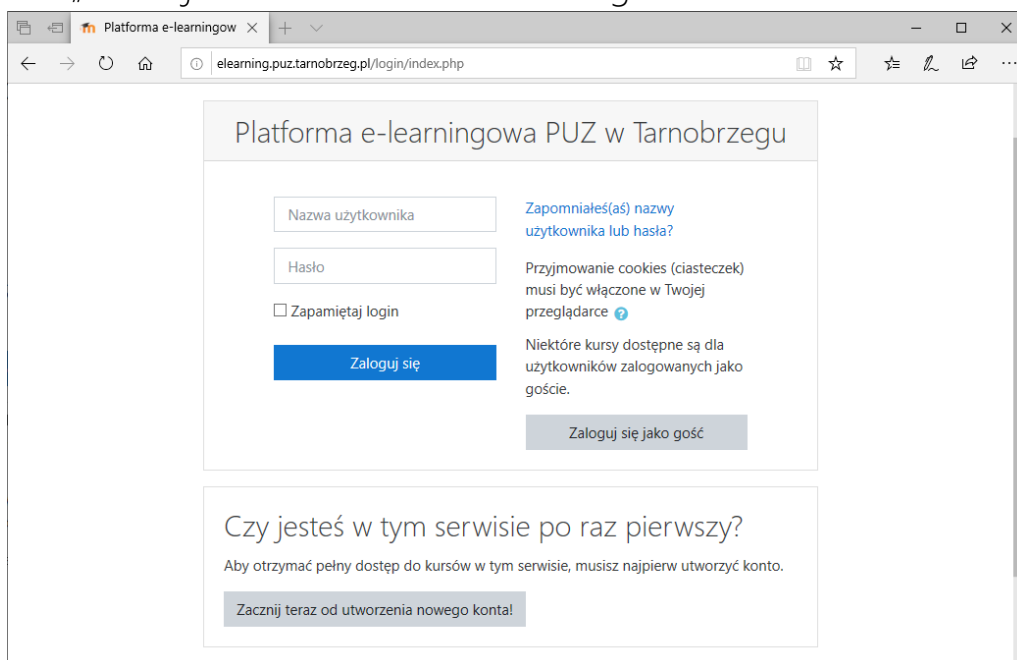 Platforma e-learningow
elearning.puz.tarnobrzeg.pl/login/index.php
Platforma e-learningowa PUZ w Tarnobrzegu
Nazwa użytkownika
Hasło
Zapamiętaj login
Zaloguj się
Zapomniałeś(aś) nazwy
użytkownika lub hasła?
Przyjmowanie cookies (ciasteczek)
musi być włączone w Twojej
przeglądarce
Niektóre kursy dostępne są dla
użytkowników zalogowanych jako
goście.
Zaloguj się jako gość
Czy jesteś w tym serwisie po raz pierwszy?
Aby otrzymać pełny dostęp do kursów w tym serwisie, musisz najpierw utworzyć konto.
Zacznij teraz od utworzenia nowego konta!